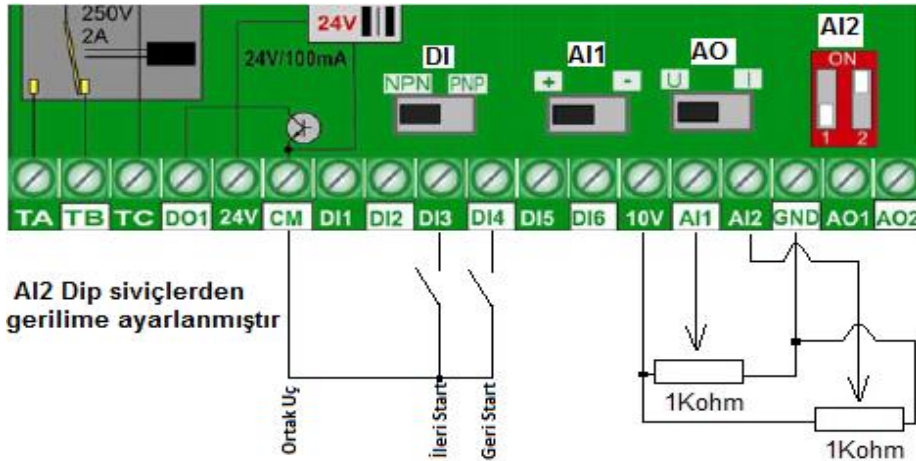 250V
2A
24V
24V/100mA
DI
NPN PNP
AI1
+ -
AO
U I
AI2
ON
1 2
TA TB TC DO1 24V CM DI1 DI2 DI3 DI4 DI5 DI6 10V AI1 AI2 GND AO1 AO2
AI2 Dip siviçlerden
gerilime ayarlanmıştır
Ortak Uç
İleri Start
Geri Start
1Kohm
1Kohm